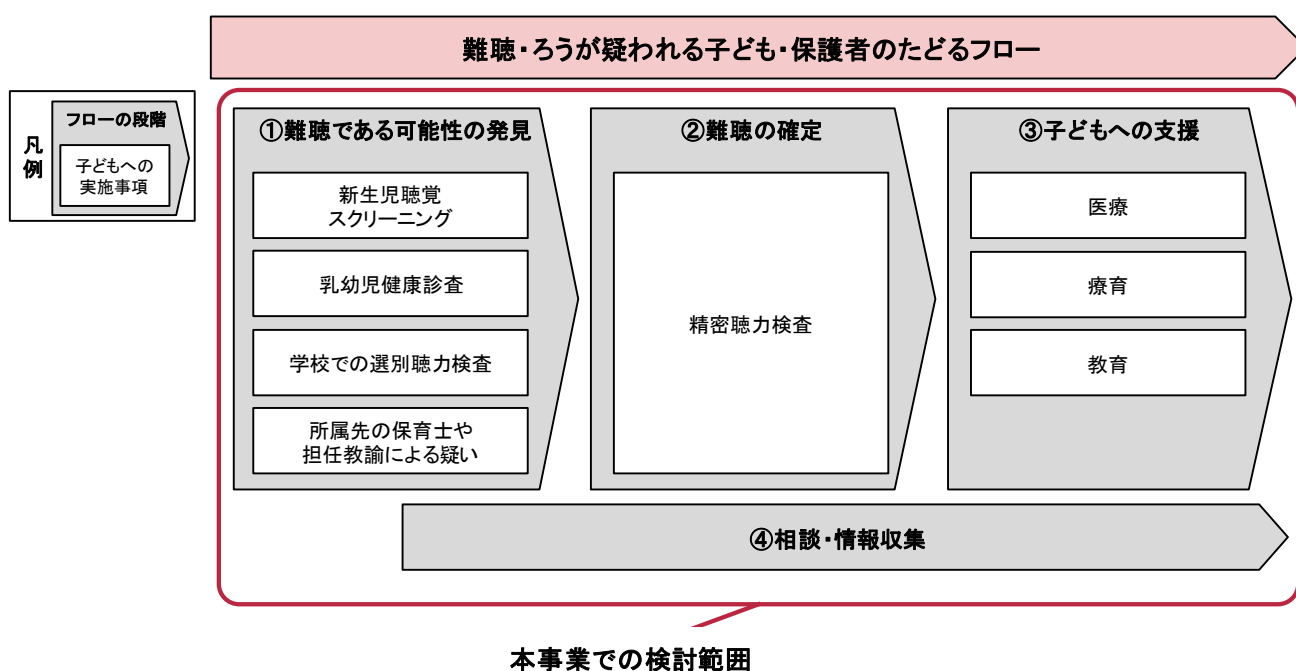 難聴・ろうが疑われる子ども・保護者のたどるフロー
凡
例
フローの段階
子どもへの
実施事項
①難聴である可能性の発見
新生児聴覚
スクリーニング
乳幼児健康診査
学校での選別聴力検査
所属先の保育士や
担任教諭による疑い
②難聴の確定
精密聴力検査
③子どもへの支援
医療
療育
教育
④相談・情報収集
本事業での検討範囲